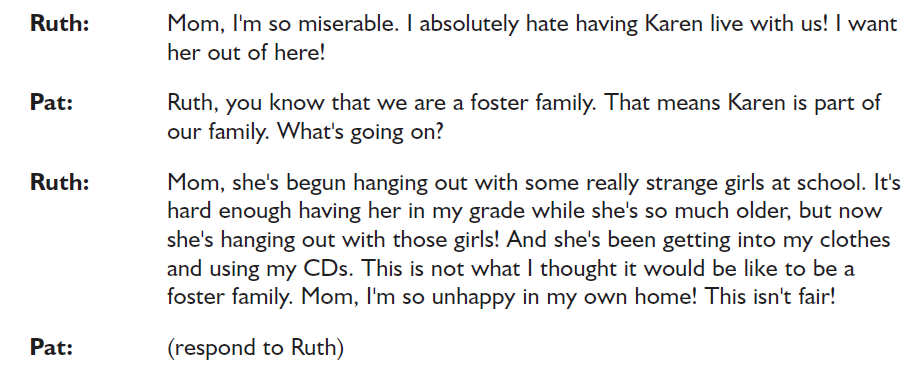 Ruth: Mom, I'm so miserable. I absolutely hate having Karen live with us! I want
her out of here!
Pat: Ruth, you know that we are a foster family. That means Karen is part of
our family. What's going on?
Ruth: Mom, she's begun hanging out with some really strange girls at school. It's
hard enough having her in my grade while she's so much older, but now
she's hanging out with those girls! And she's been getting into my clothes
and using my CDs. This is not what I thought it would be like to be a
foster family. Mom, I'm so unhappy in my own home! This isn't fair!
Pat: (respond to Ruth)